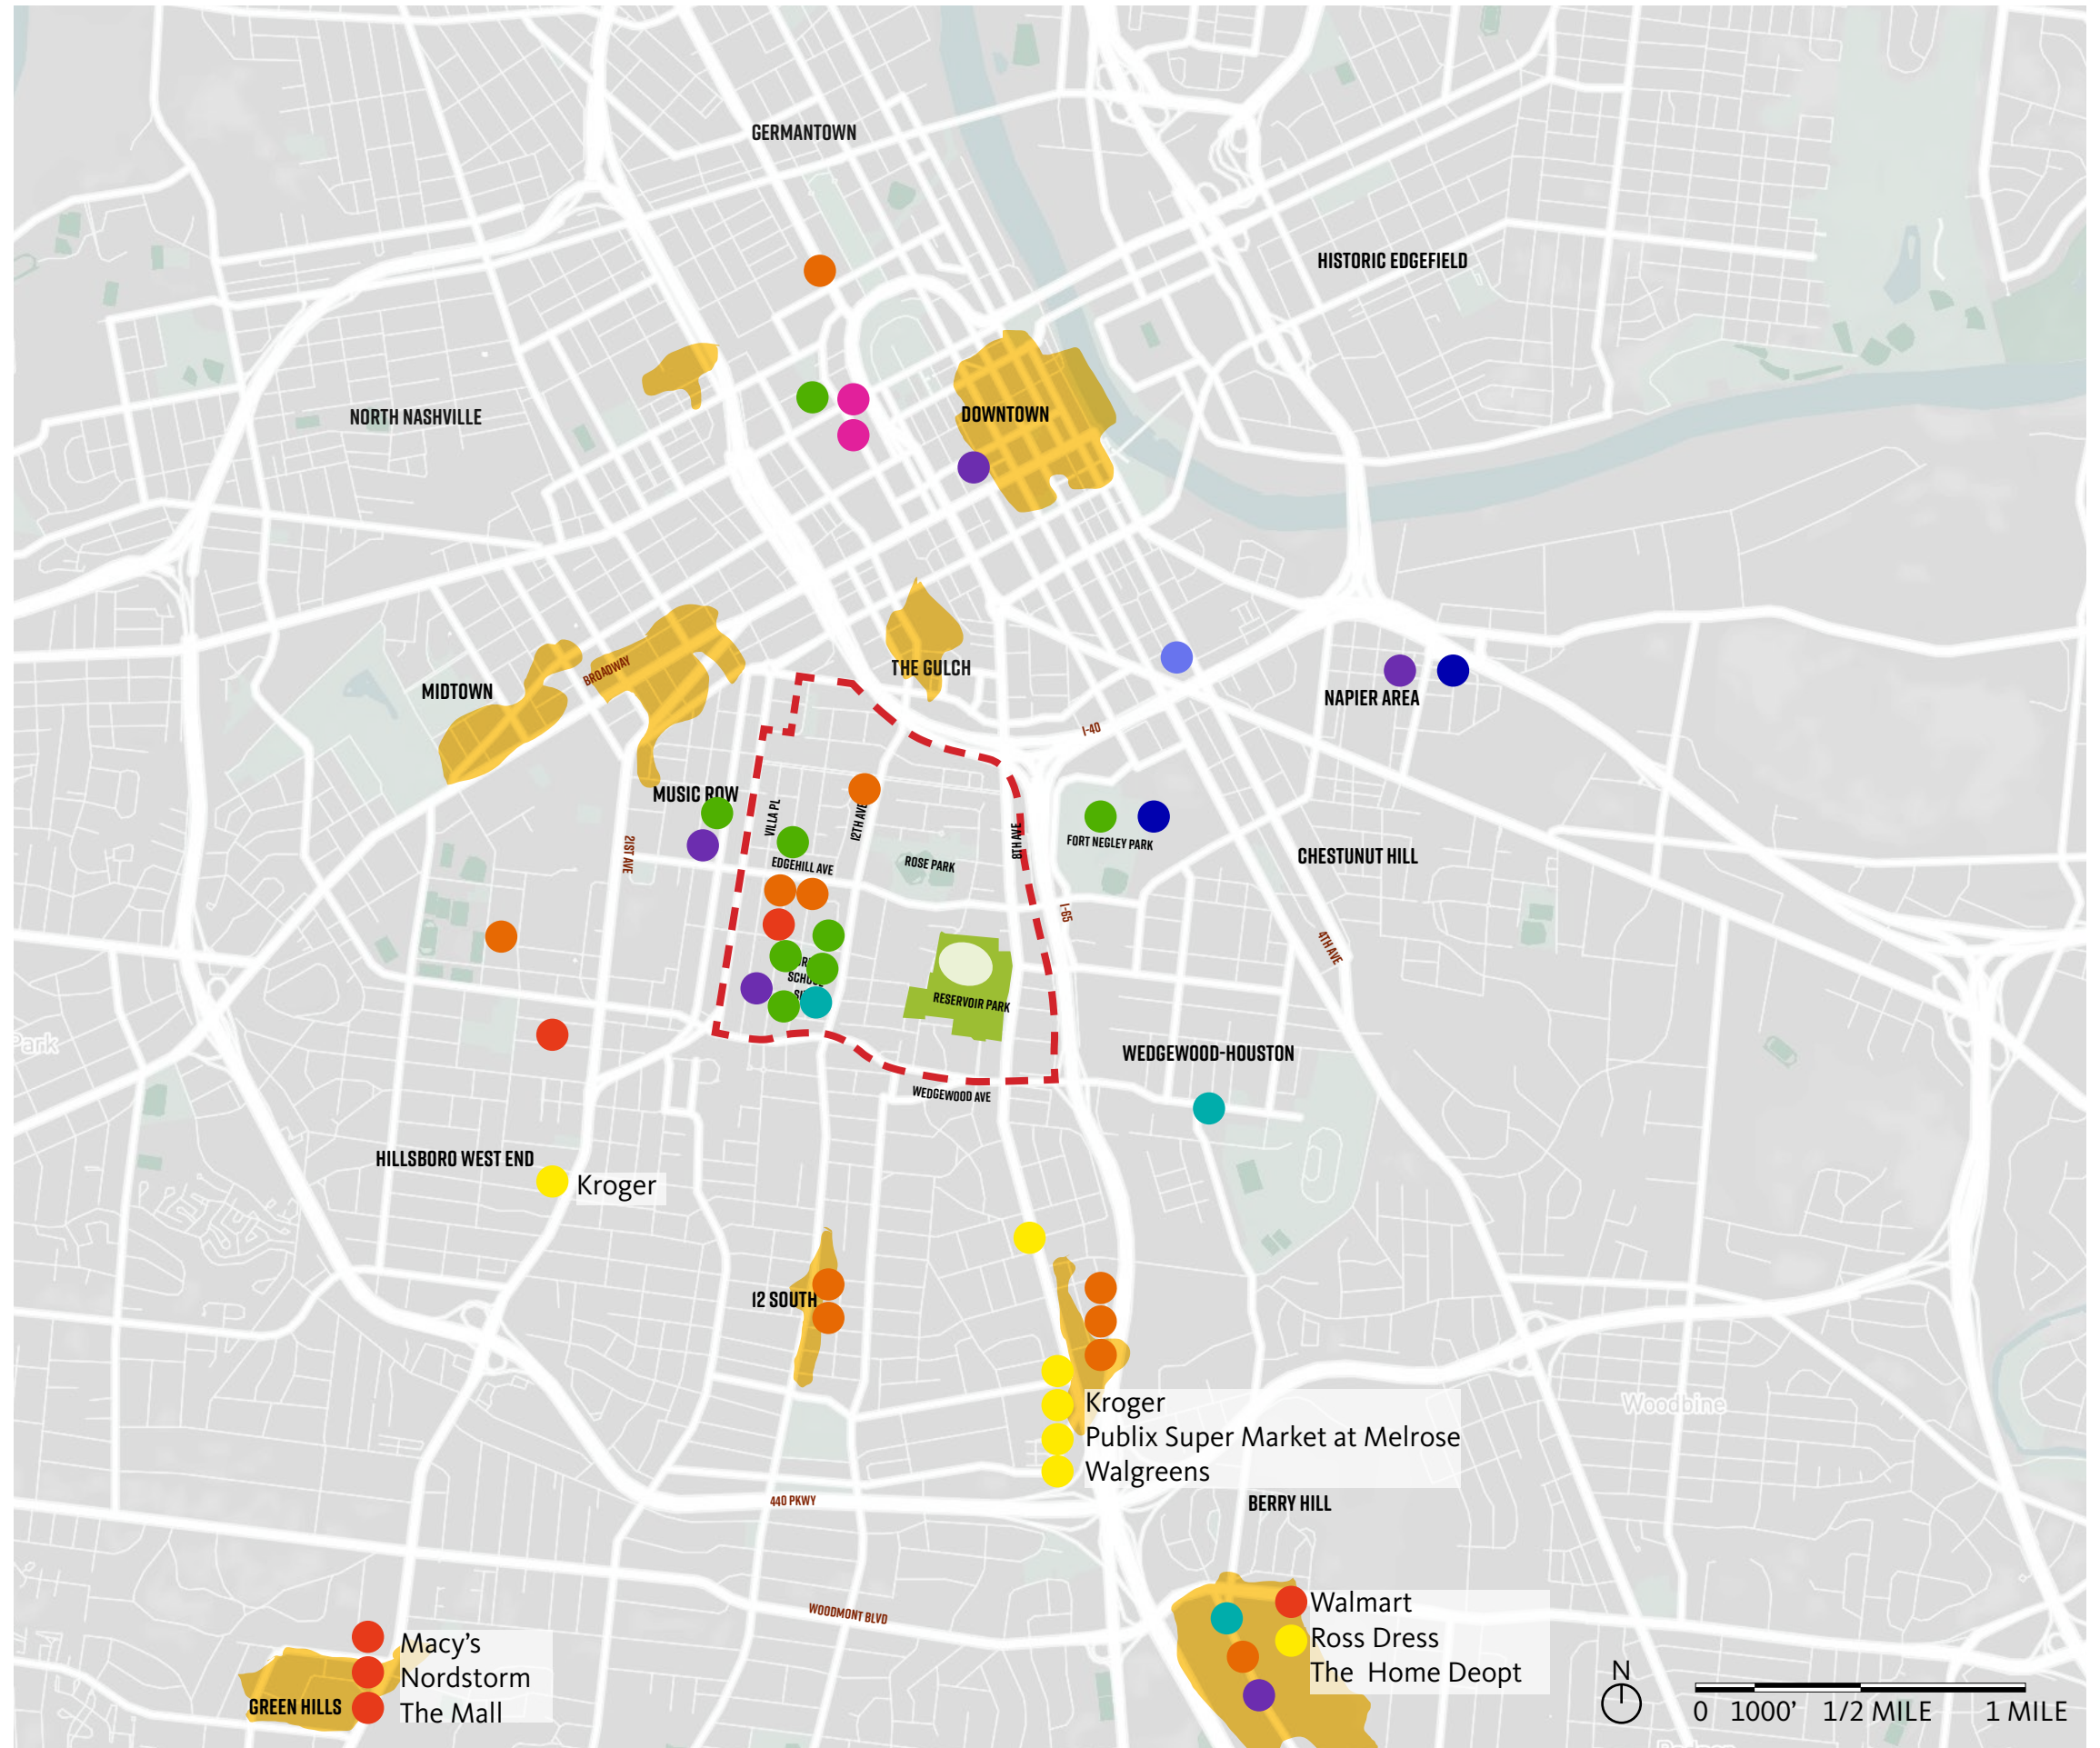 GERMANTOWN
HISTORIC EDGEFIELD
NORTH NASHVILLE
DOWNTOWN
BROADWAY
THE GULCH
MIDTOWN
NAPIER AREA
I-40
MUSIC ROW
VILLA PL
12TH AVE
8TH AVE
FORT NEGLEY PARK
21ST AVE
EDGEHILL AVE
ROSE PARK
CHESTUNUT HILL
I-65
4TH AVE
RESERVOIR PARK
Park
WEDGEWOOD-HOUSTON
WEDGEWOOD AVE
HILLSBORO WEST END
Kroger
12 SOUTH
Kroger
Publix Super Market at Melrose
Walgreens
Woodbine
440 PKWY
BERRY HILL
WOODMONT BLVD
Walmart
Ross Dress
The Home Deopt
Macy’s
Nordstorm
The Mall
GREEN HILLS
N
0 1000’ 1/2 MILE 1 MILE